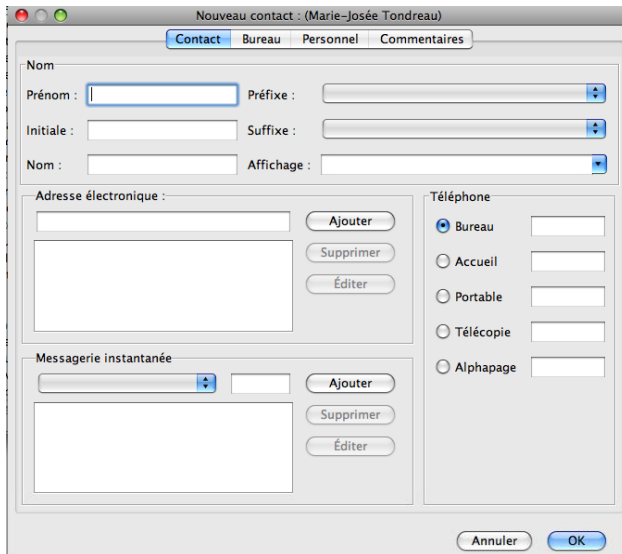 Nouveau contact : (Marie-Josée Tondreau)
Contact Bureau Personnel Commentaires
Nom
Prénom : Préfixe :
Initiale : Suffixe :
Nom : Affichage :
Adresse électronique :
Ajouter
Supprimer
Éditer
Téléphone
Bureau
Accueil
Portable
Télécopie
Alphapage
Messagerie instantanée
Ajouter
Supprimer
Éditer
Annuler OK